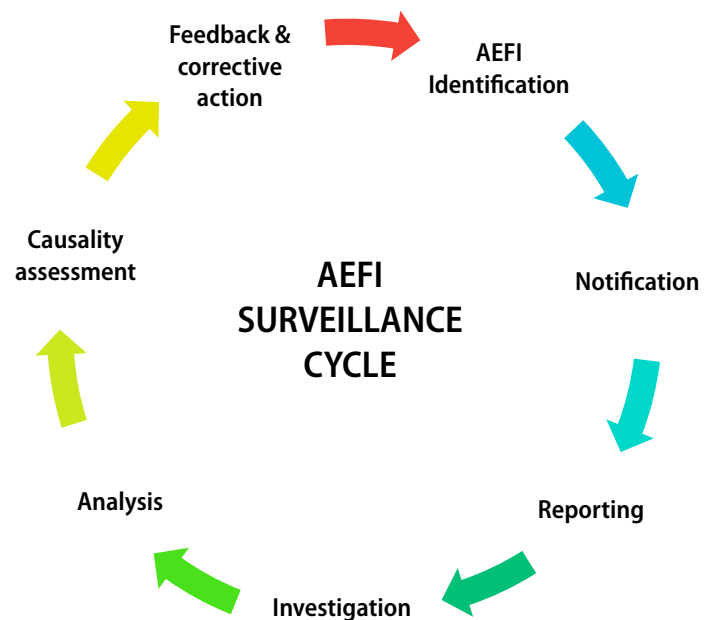 Feedback &
corrective
action
AEFI
Identification
Notification
Reporting
Investigation
Analysis
Causality
assessment
AEFI
SURVEILLANCE
CYCLE